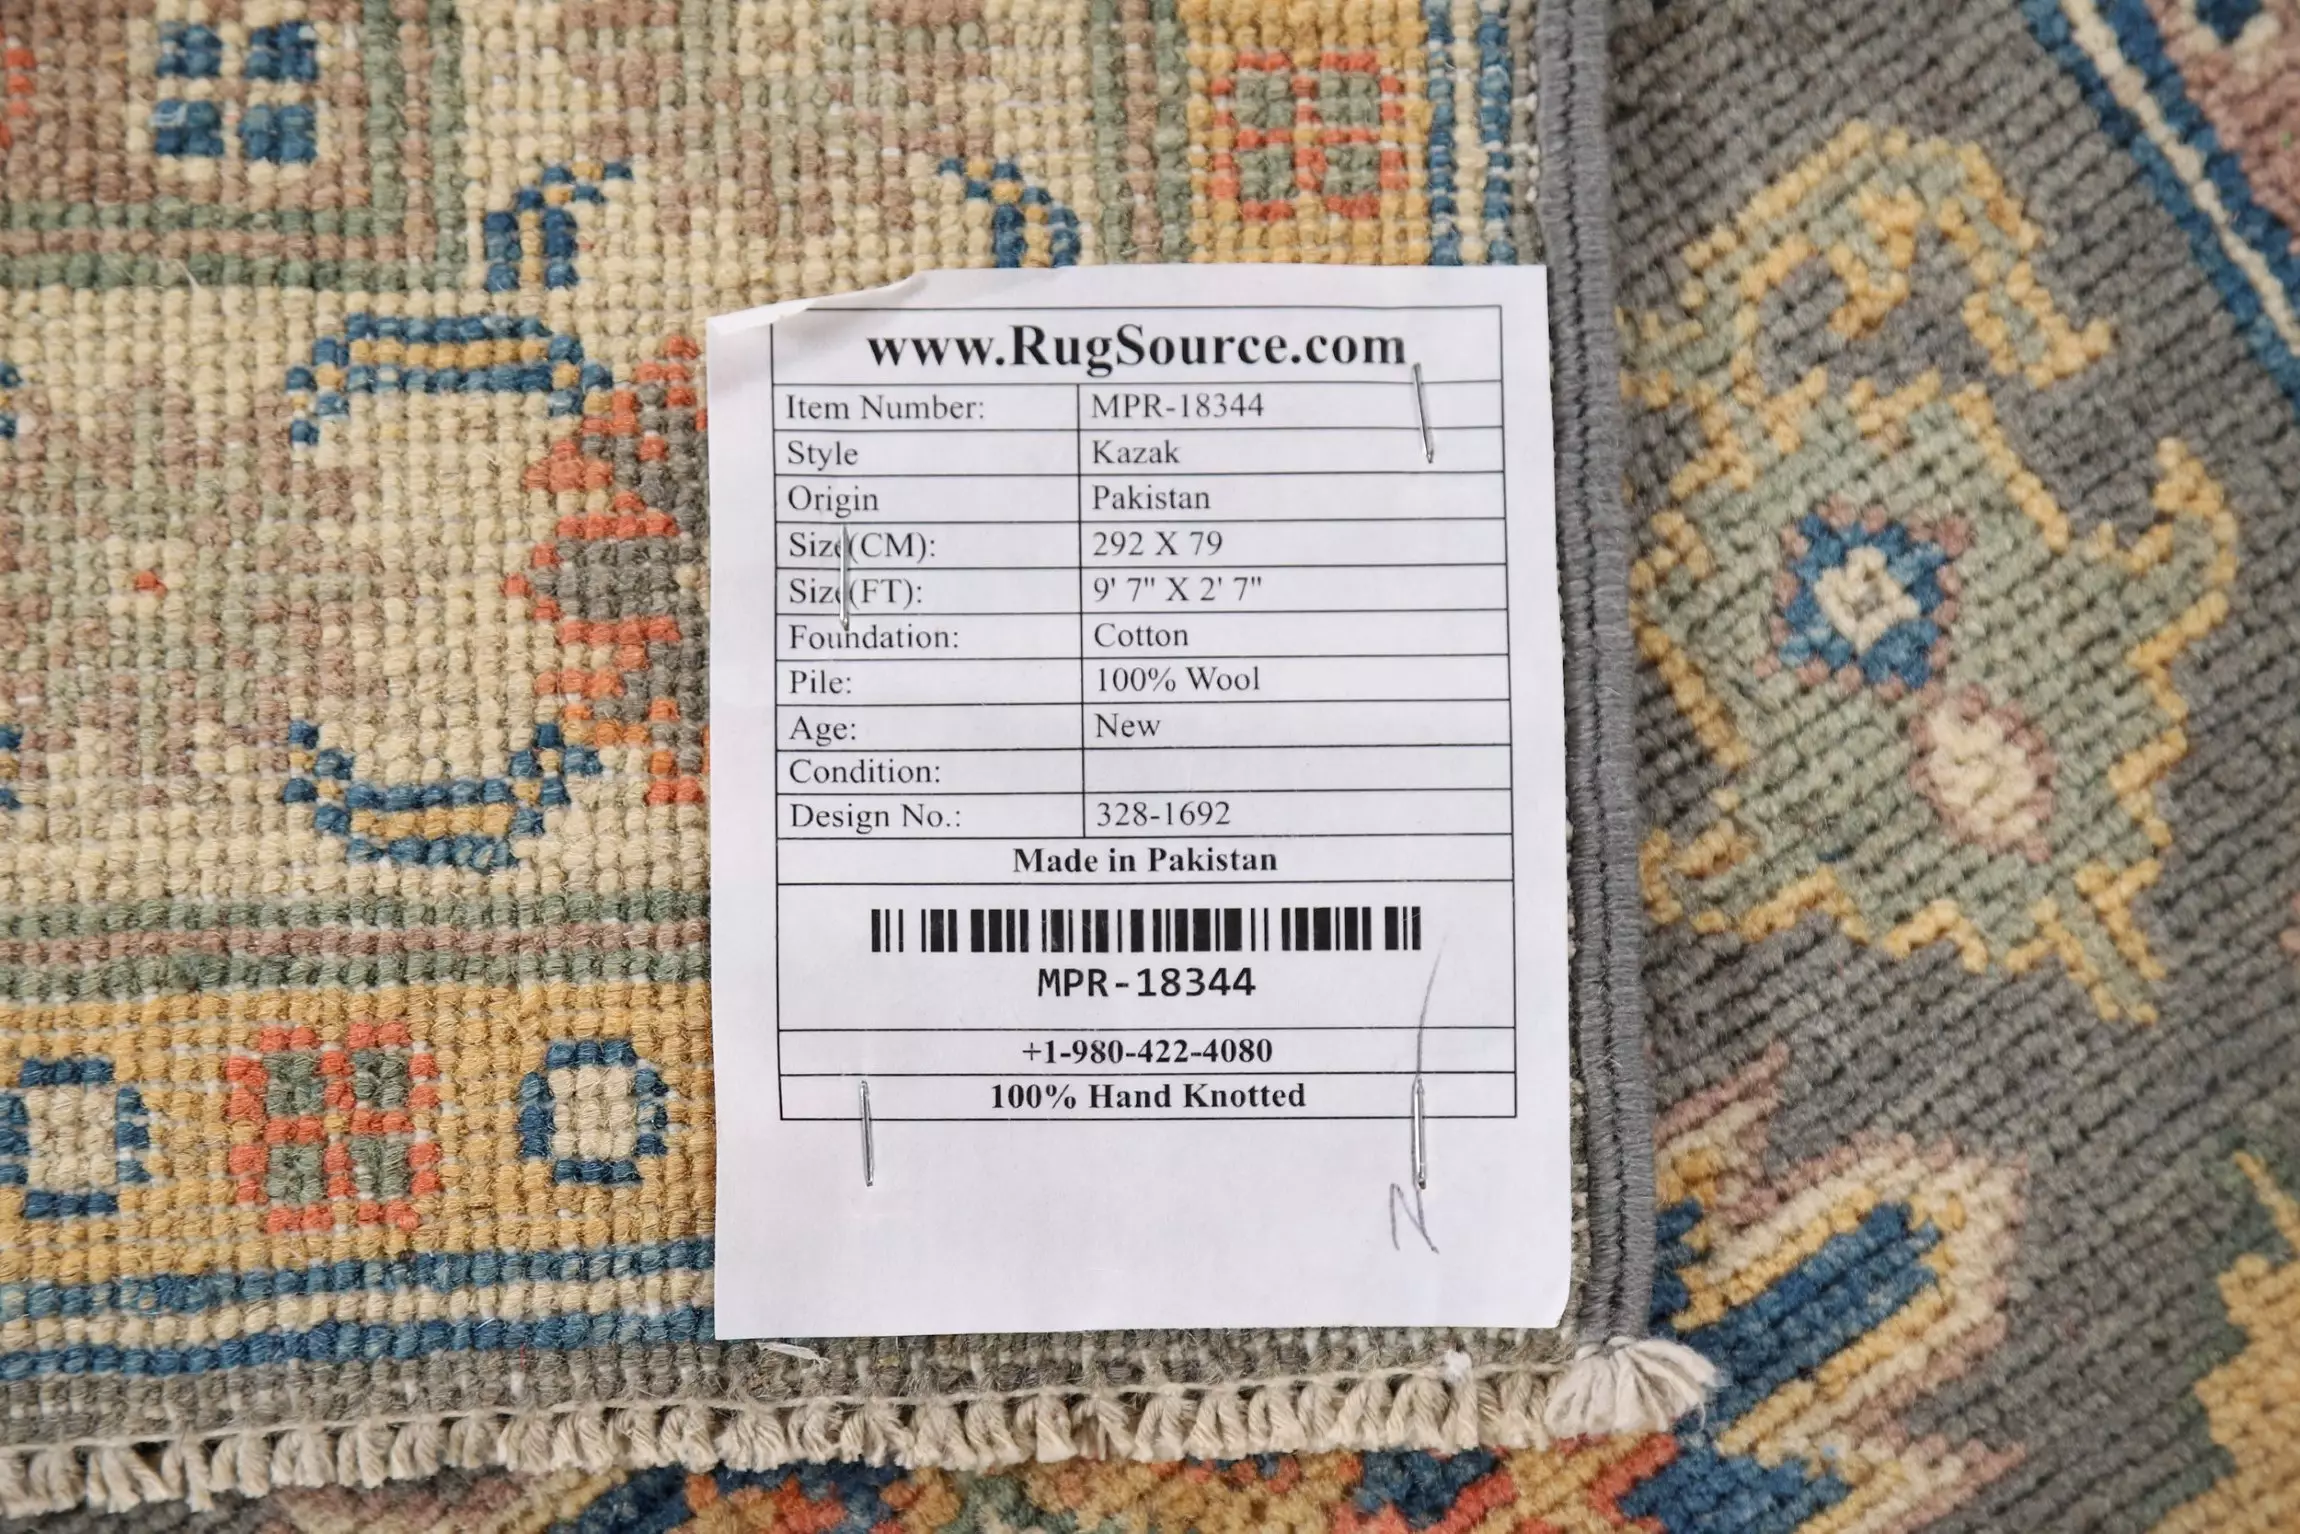 www.RugSource.com
Item Number: MPR-18344
Style Kazak
Origin Pakistan
Size(CM): 292 X 79
Size(FT): 9' 7" X 2' 7"
Foundation: Cotton
Pile: 100% Wool
Age: New
Condition:
Design No.: 328-1692
Made in Pakistan
MPR-18344
+1-980-422-4080
100% Hand Knotted